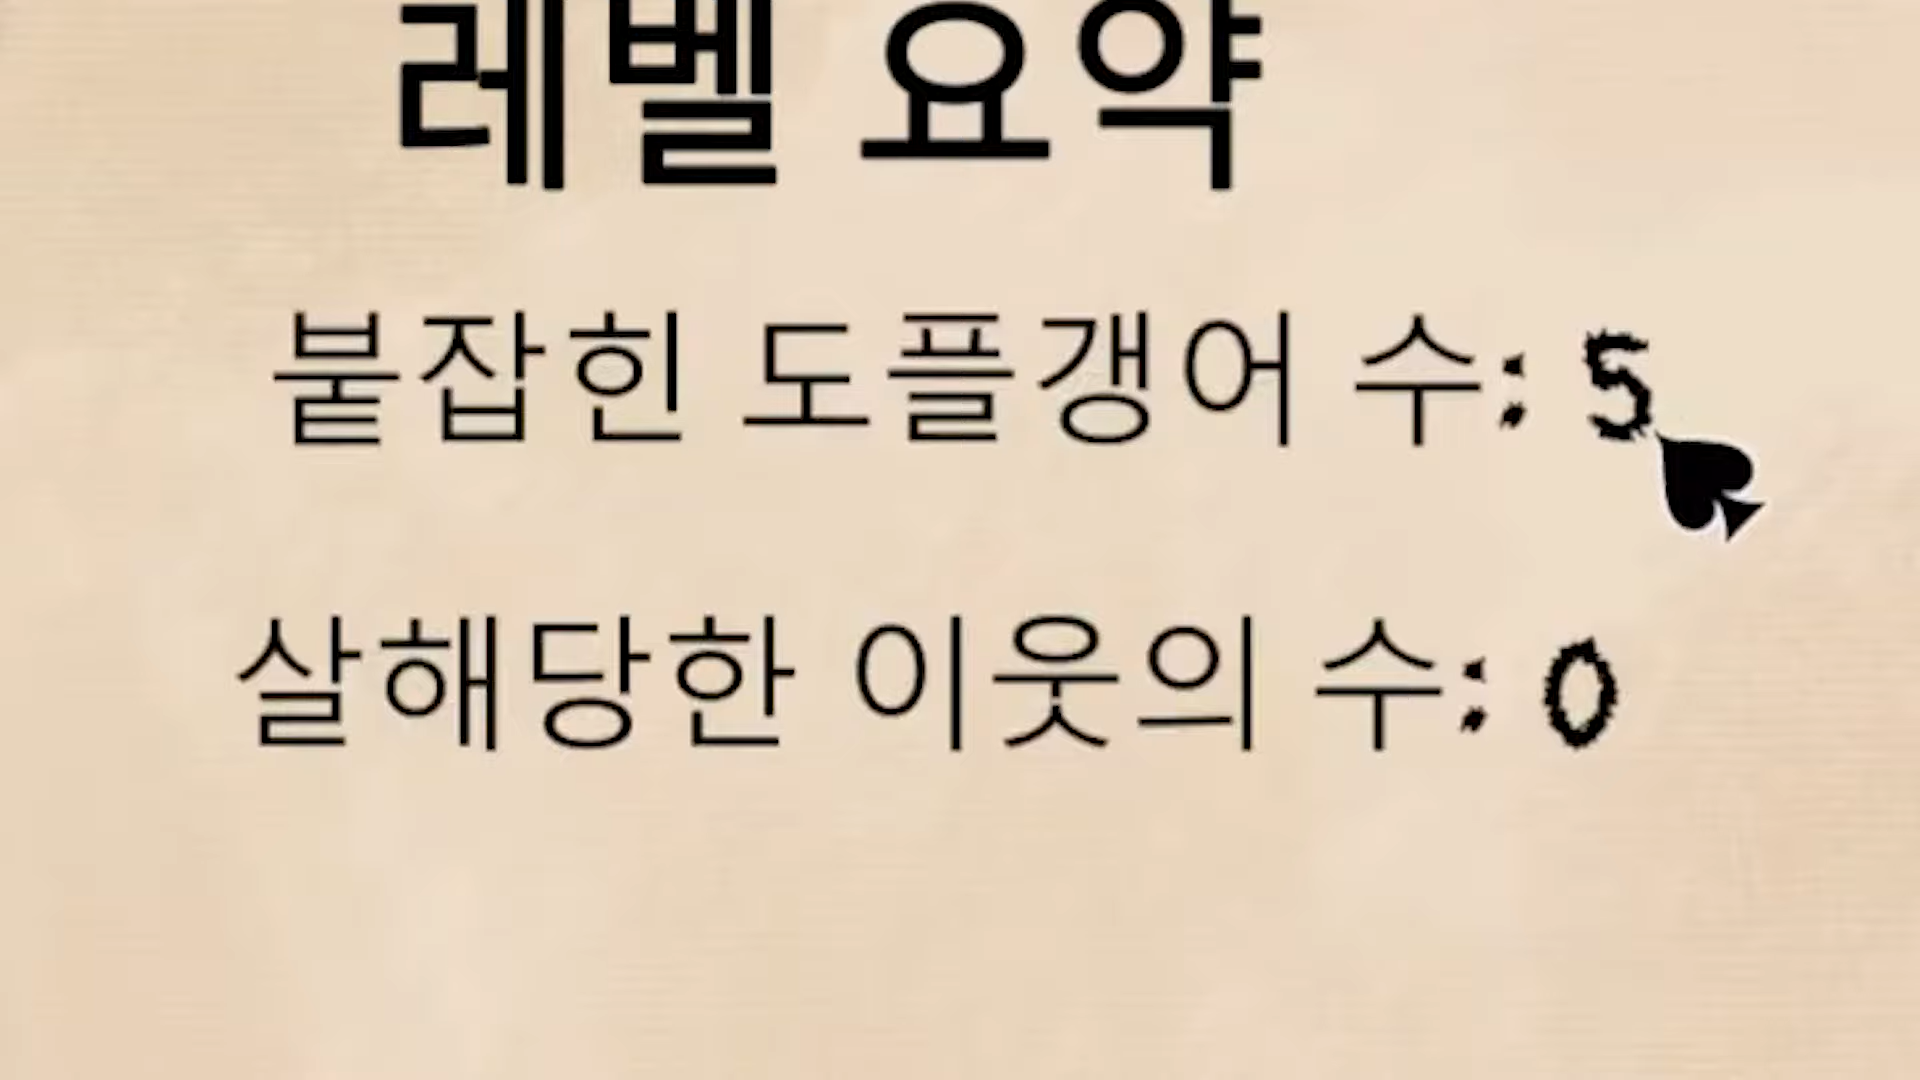 레벨 요약
붙잡힌 도플갱어 수: 5
살해당한 이웃의 수: 0